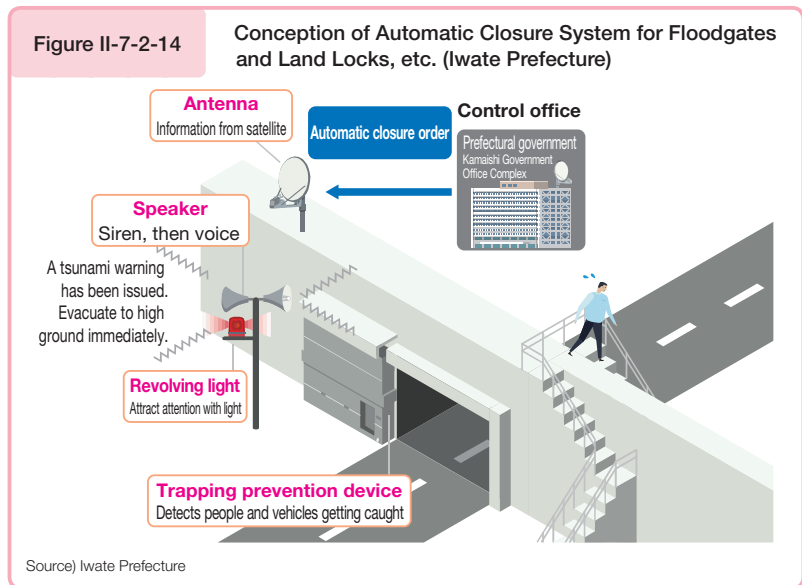 Figure II-7-2-14
Conception of Automatic Closure System for Floodgates
and Land Locks, etc. (Iwate Prefecture)
Antenna
Information from satellite
Automatic closure order
Control office
Prefectural government
Kamaishi Government
Office Complex
Speaker
Siren, then voice
A tsunami warning
has been issued.
Evacuate to high
ground immediately.
Revolving light
Attract attention with light
Trapping prevention device
Detects people and vehicles getting caught
Source) Iwate Prefecture